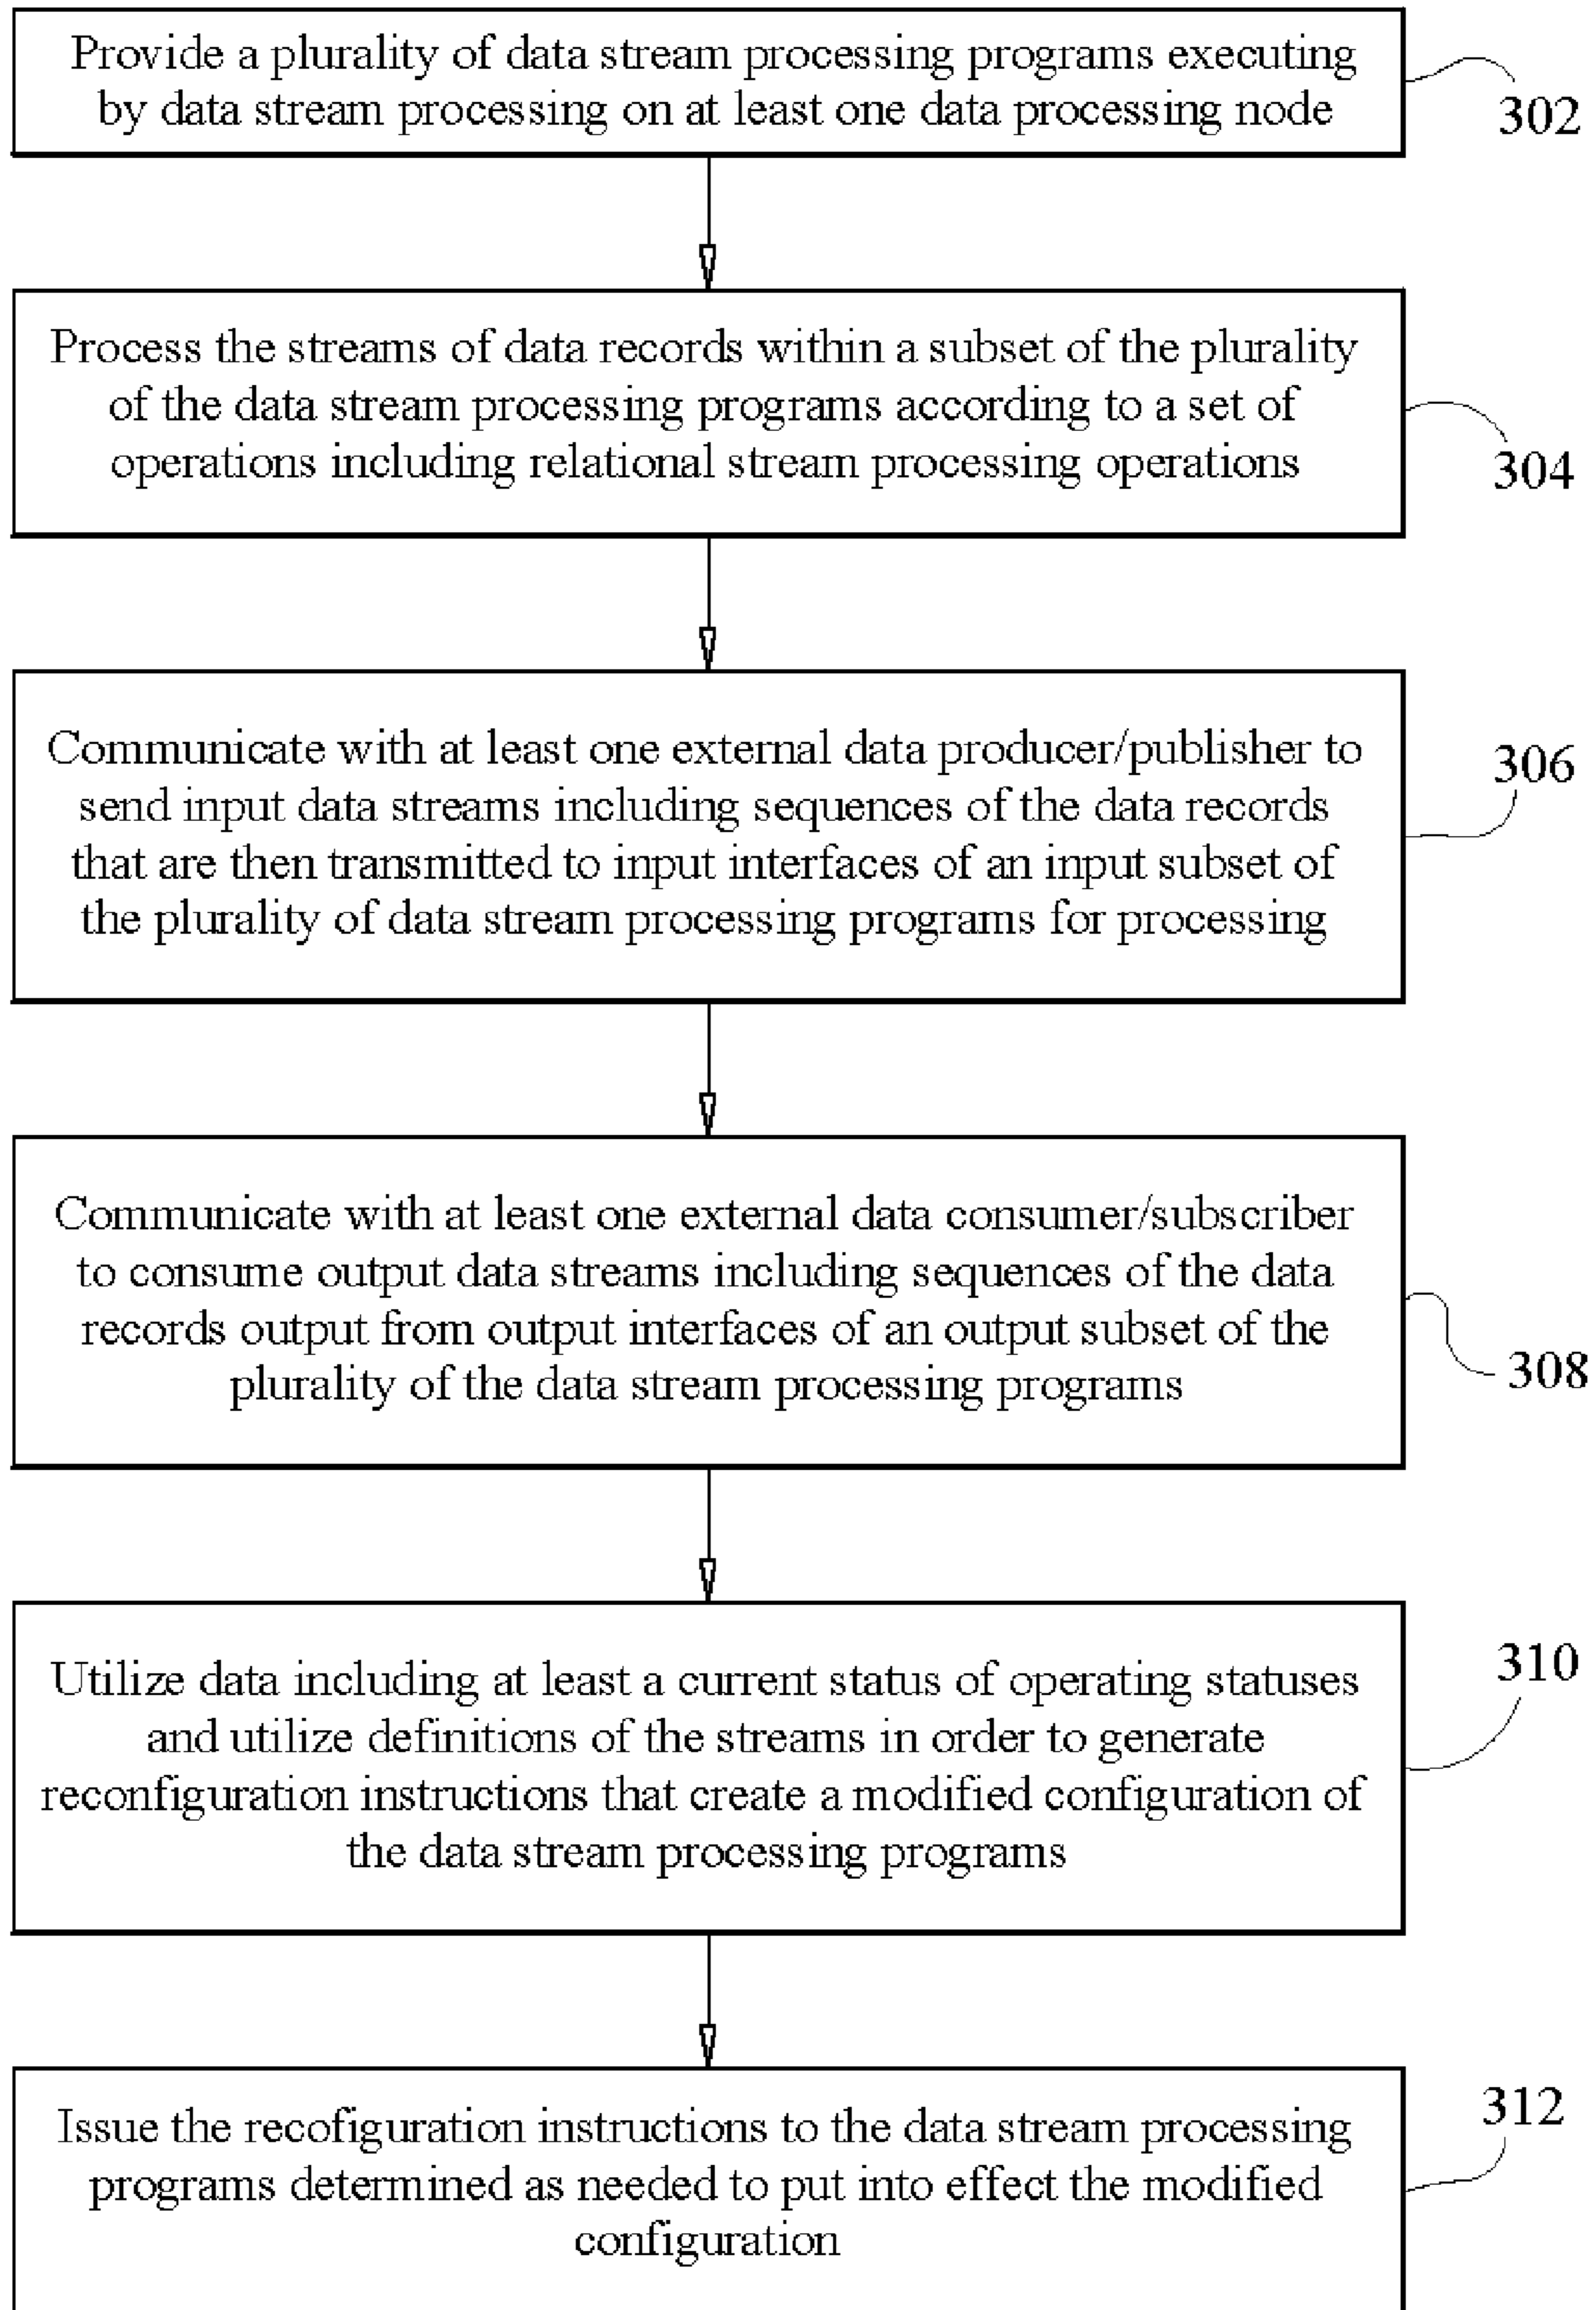 Provide a plurality of data stream processing programs executing
by data stream processing on at least one data processing node
302
Process the streams of data records within a subset of the plurality
of the data stream processing programs according to a set of
operations including relational stream processing operations
304
Communicate with at least one external data producer/publisher to
send input data streams including sequences of the data records
that are then transmitted to input interfaces of an input subset of
the plurality of data stream processing programs for processing
306
Communicate with at least one external data consumer/subscriber
to consume output data streams including sequences of the data
records output from output interfaces of an output subset of the
plurality of the data stream processing programs
308
Utilize data including at least a current status of operating statuses
and utilize definitions of the streams in order to generate
reconfiguration instructions that create a modified configuration of
the data stream processing programs
310
Issue the recofiguration instructions to the data stream processing
programs determined as needed to put into effect the modified
configuration
312